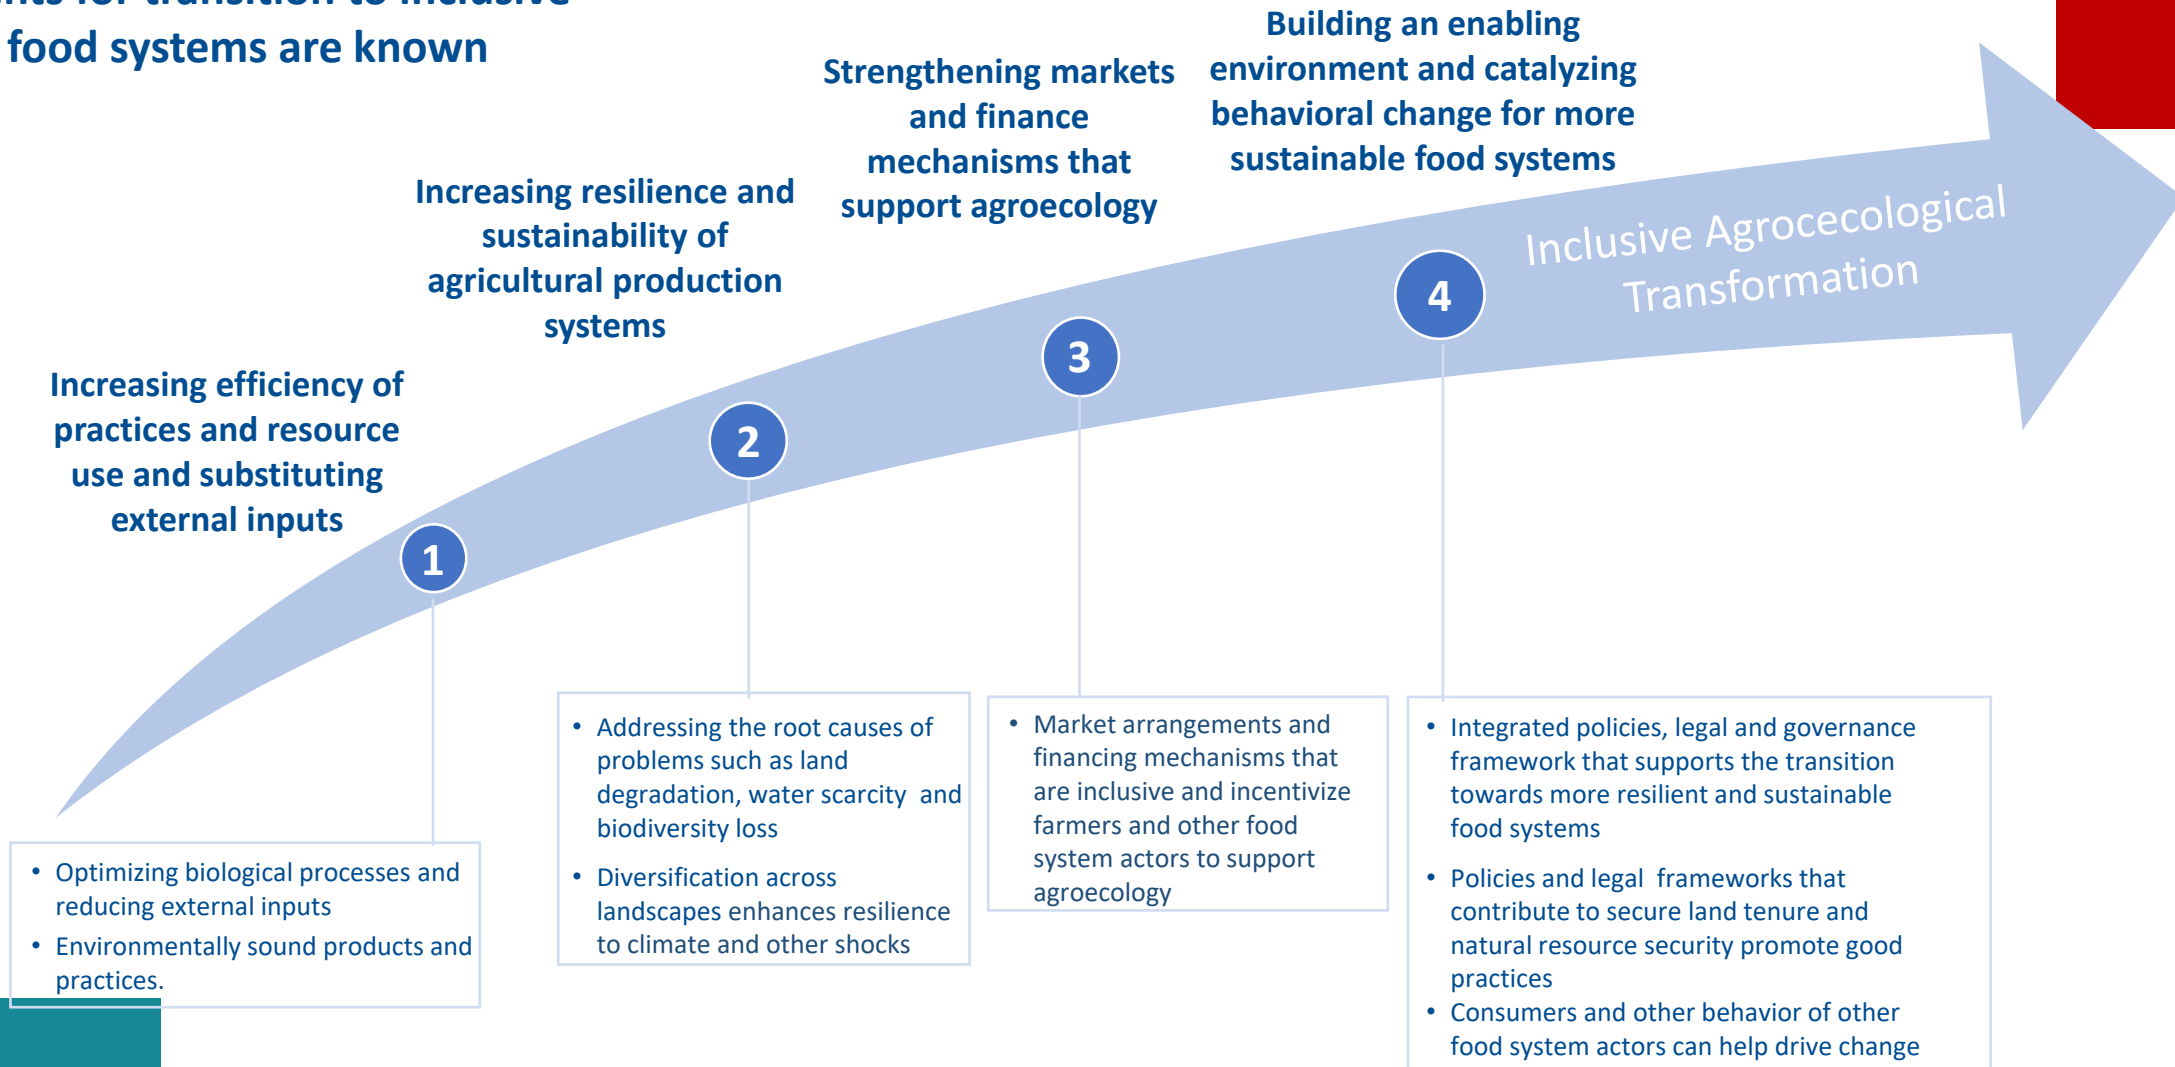 for transition to inclusive
food systems are known
Increasing efficiency of
practices and resource
use and substituting
external inputs
Increasing resilience and
sustainability of
agricultural production
systems
Strengthening markets
and finance
mechanisms that
support agroecology
Building an enabling
environment and catalyzing
behavioral change for more
sustainable food systems
Inclusive Agrocecological
Transformation
1
2
3
4
• Optimizing biological processes and
reducing external inputs
• Environmentally sound products and
practices.
• Addressing the root causes of
problems such as land
degradation, water scarcity and
biodiversity loss
• Diversification across
landscapes enhances resilience
to climate and other shocks
• Market arrangements and
financing mechanisms that
are inclusive and incentivize
farmers and other food
system actors to support
agroecology
• Integrated policies, legal and governance
framework that supports the transition
towards more resilient and sustainable
food systems
• Policies and legal frameworks that
contribute to secure land tenure and
natural resource security promote good
practices
• Consumers and other behavior of other
food system actors can help drive change